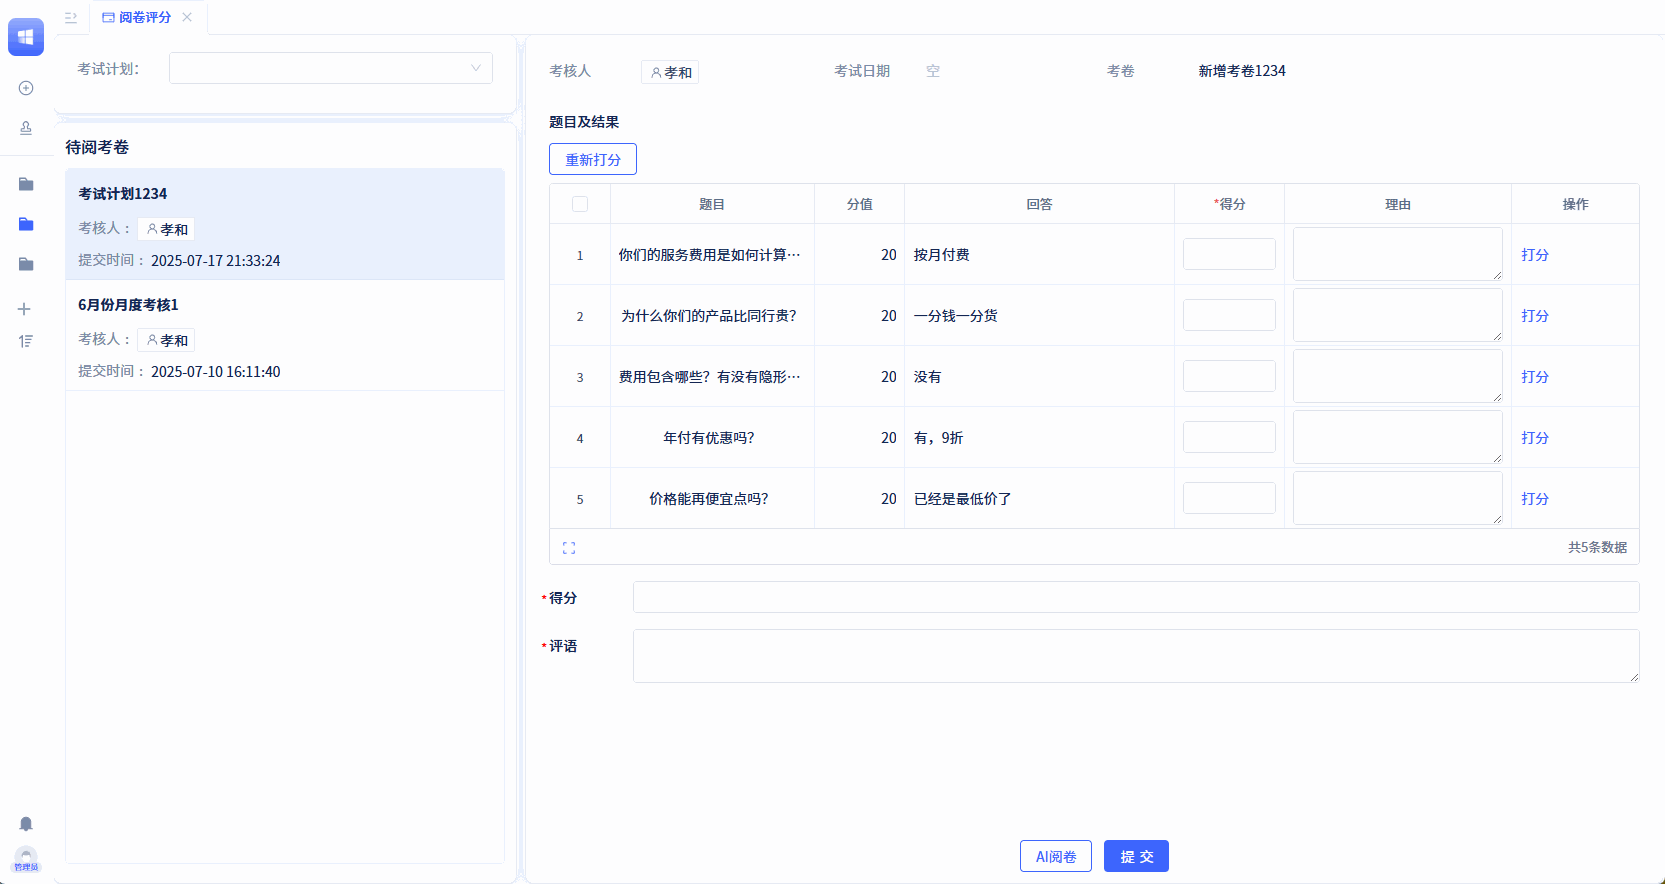 阅卷评分
考试计划：
待阅考卷
考试计划1234
考核人： 孝和
提交时间： 2025-07-17 21:33:24
6月份月度考核1
考核人： 孝和
提交时间： 2025-07-10 16:11:40
管理员
考核人 孝和 考试日期 空 考卷 新增考卷1234
题目及结果
重新打分
题目 分值 回答 *得分 理由 操作
1 你们的服务费用是如何计算… 20 按月付费 打分
2 为什么你们的产品比同行贵？ 20 一分钱一分货 打分
3 费用包含哪些？有没有隐形… 20 没有 打分
4 年付有优惠吗？ 20 有，9折 打分
5 价格能再便宜点吗？ 20 已经是最低价了 打分
共5条数据
*得分
*评语
AI阅卷 提 交